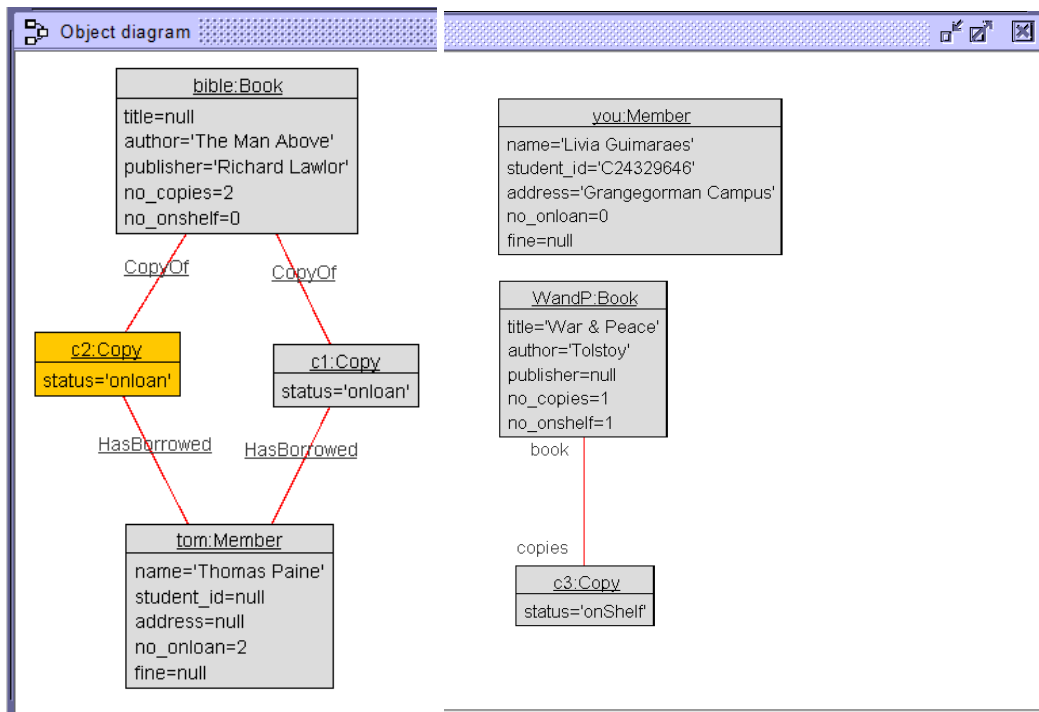 Object diagram
bible:Book
title=null
author='The Man Above'
publisher='Richard Lawlor'
no_copies=2
no_onshelf=0
CopyOf
CopyOf
c2:Copy
status='onloan'
c1:Copy
status='onloan'
HasBorrowed
HasBorrowed
tom:Member
name='Thomas Paine'
student_id=null
address=null
no_onloan=2
fine=null
you:Member
name='Livia Guimaraes'
student_id='C24329646'
address='Grangegorman Campus'
no_onloan=0
fine=null
WandP:Book
title='War & Peace'
author='Tolstoy'
publisher=null
no_copies=1
no_onshelf=1
book
copies
c3:Copy
status='onShelf'